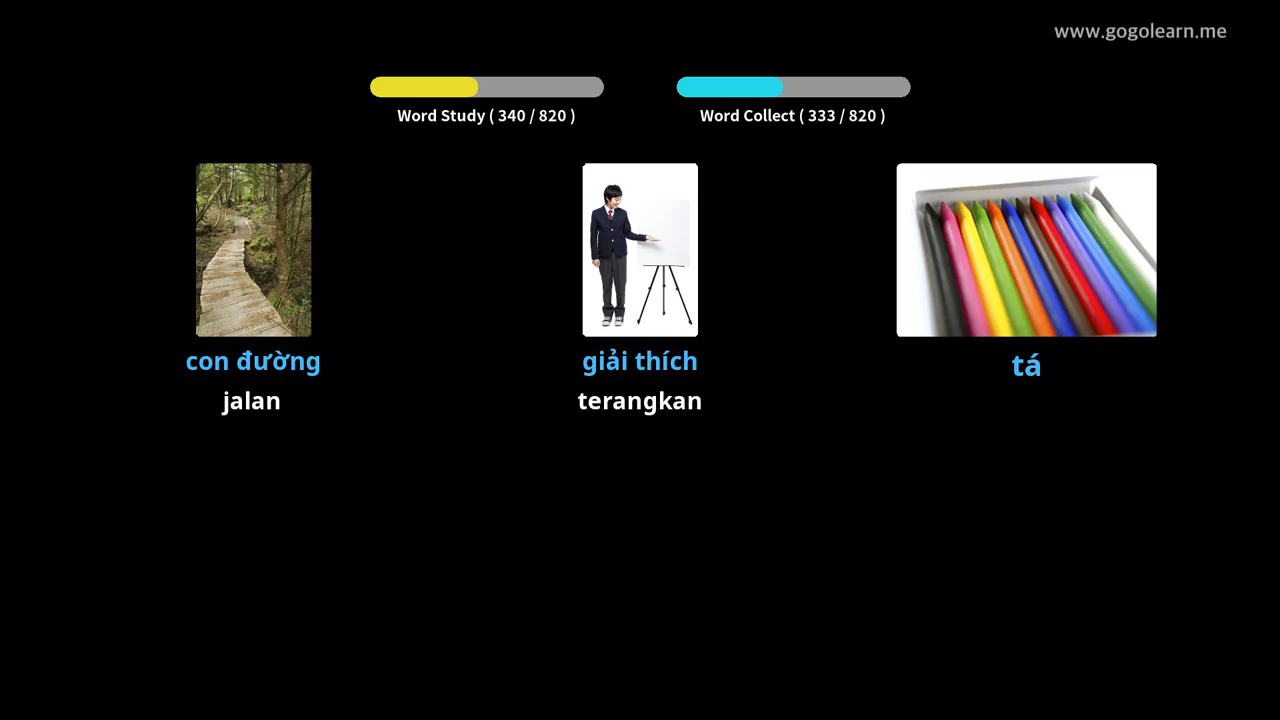 www.gogolearn.me
Word Study ( 340 / 820 )
Word Collect ( 333 / 820 )
con đường
jalan
giải thích
terangkan
tá